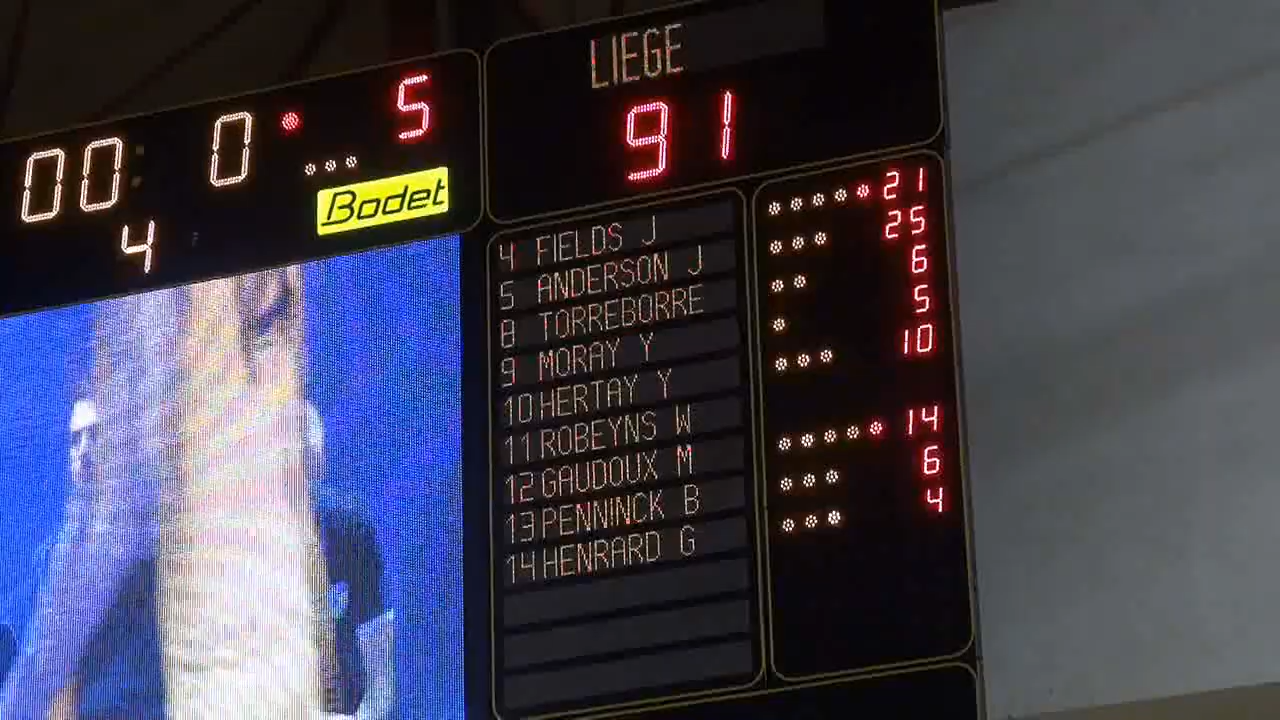 LIEGE
00:0 5
91
Bodet
4
4 FIELDS J 21
5 ANDERSON J 25
8 TORREBORRE 6
9 MORAY Y 5
10 HERTAY Y 10
11 ROBEYNS W
12 GAUDOUX M 14
13 PENNINCK B 6
14 HENRARD G 4